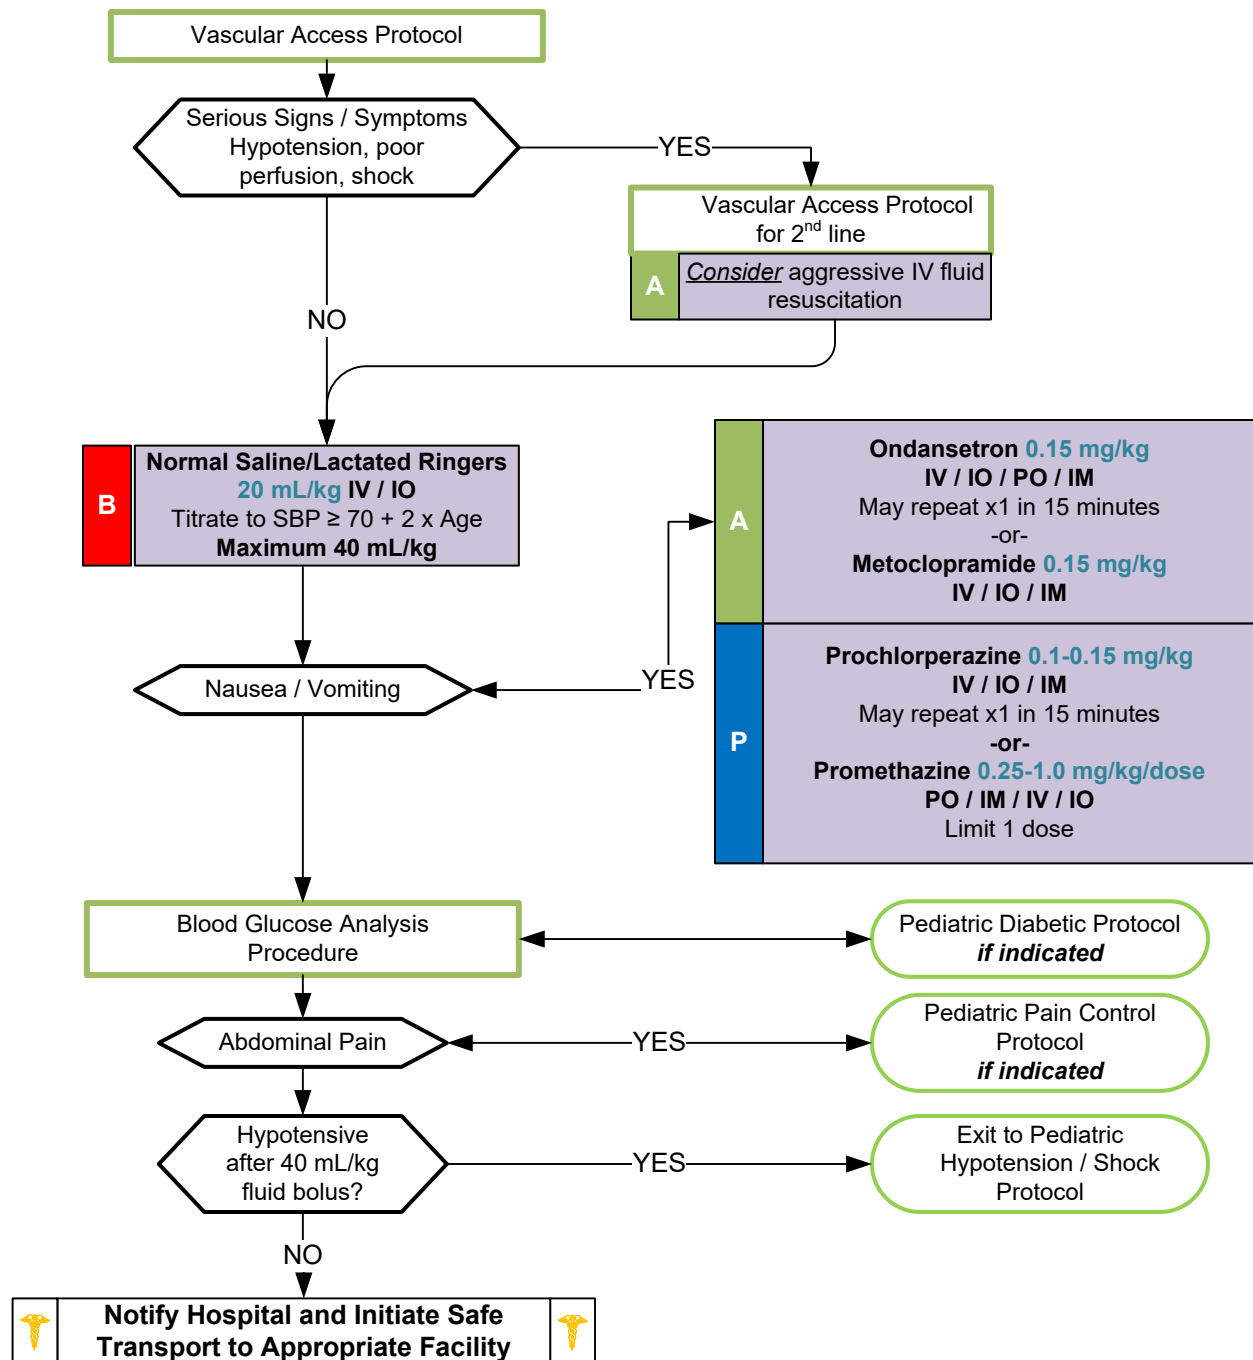 Vascular Access Protocol
Serious Signs / Symptoms
Hypotension, poor
perfusion, shock
YES
Vascular Access Protocol
for 2nd line
A
Consider aggressive IV fluid
resuscitation
NO
B
Normal Saline/Lactated Ringers
20 mL/kg IV / IO
Titrate to SBP ≥ 70 + 2 x Age
Maximum 40 mL/kg
A
Ondansetron 0.15 mg/kg
IV / IO / PO / IM
May repeat x1 in 15 minutes
-or-
Metoclopramide 0.15 mg/kg
IV / IO / IM
P
Prochlorperazine 0.1-0.15 mg/kg
IV / IO / IM
May repeat x1 in 15 minutes
-or-
Promethazine 0.25-1.0 mg/kg/dose
PO / IM / IV / IO
Limit 1 dose
Nausea / Vomiting
YES
Blood Glucose Analysis
Procedure
Pediatric Diabetic Protocol
if indicated
Abdominal Pain
YES
Pediatric Pain Control
Protocol
if indicated
Hypotensive
after 40 mL/kg
fluid bolus?
YES
Exit to Pediatric
Hypotension / Shock
Protocol
NO
Notify Hospital and Initiate Safe
Transport to Appropriate Facility